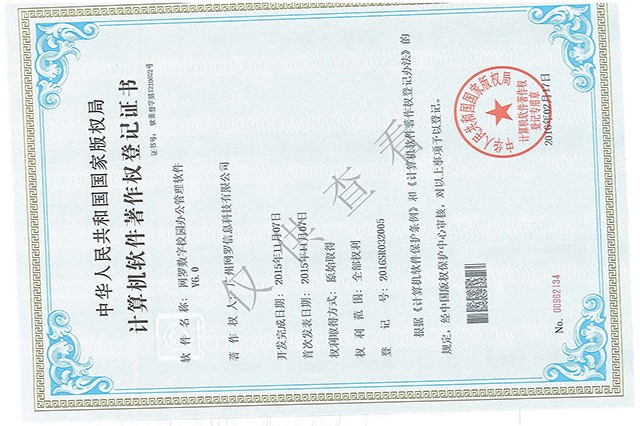 中华人民共和国国家版权局
计算机软件著作权登记证书
证书号： 软著登字第1210022号
软件名称： 网罗数字校园办公管理软件
V6.0
著作权人： 广州网罗信息科技有限公司
开发完成日期： 2015年11月07日
首次发表日期： 2015年11月07日
权利取得方式： 原始取得
权利范围： 全部权利
登记号： 2016SR032005
根据《计算机软件保护条例》和《计算机软件著作权登记办法》的
规定，经中国版权保护中心审核，对以上事项予以登记。
中华人民共和国国家版权局
计算机软件著作权
登记专用章
2016年02月17日
No. 00962134
仅供查看